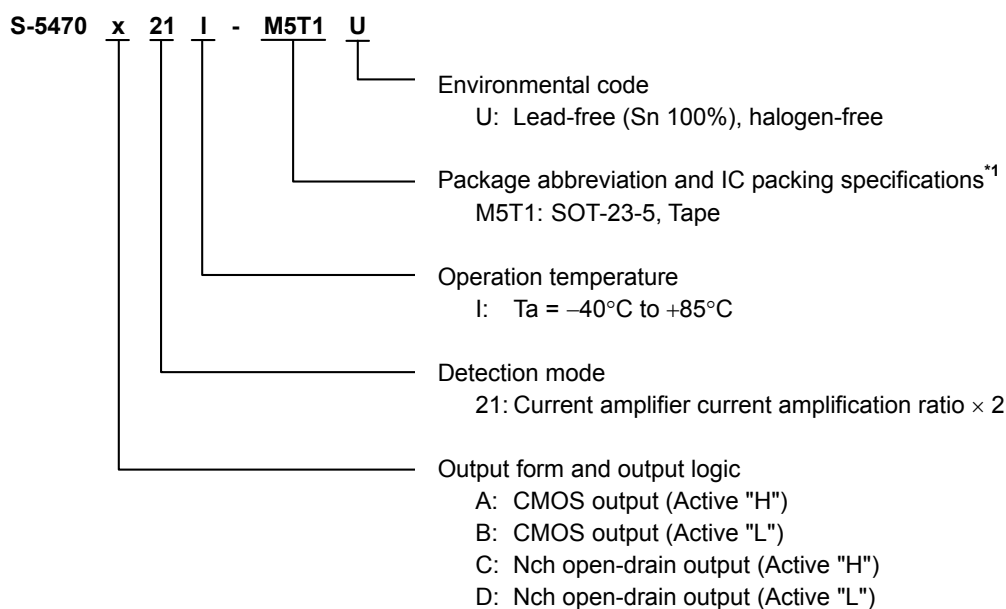 S-5470 x 21 I - M5T1 U
Environmental code
U: Lead-free (Sn 100%), halogen-free
Package abbreviation and IC packing specifications*1
M5T1: SOT-23-5, Tape
Operation temperature
I: Ta = −40°C to +85°C
Detection mode
21: Current amplifier current amplification ratio × 2
Output form and output logic
A: CMOS output (Active "H")
B: CMOS output (Active "L")
C: Nch open-drain output (Active "H")
D: Nch open-drain output (Active "L")